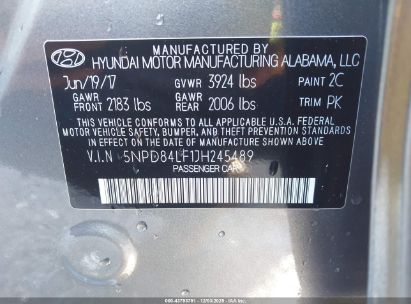 MANUFACTURED BY
HYUNDAI MOTOR MANUFACTURING ALABAMA, LLC
Jun/19/17 GVWR 3924 lbs PAINT 2C
GAWR FRONT 2183 lbs GAWR REAR 2006 lbs TRIM PK
THIS VEHICLE CONFORMS TO ALL APPLICABLE U.S.A. FEDERAL
MOTOR VEHICLE SAFETY, BUMPER, AND THEFT PREVENTION
STANDARDS IN EFFECT ON THE DATE OF MANUFACTURE
SHOWN ABOVE.
V.I.N 5NPD84LF1JH245489
PASSENGER CAR